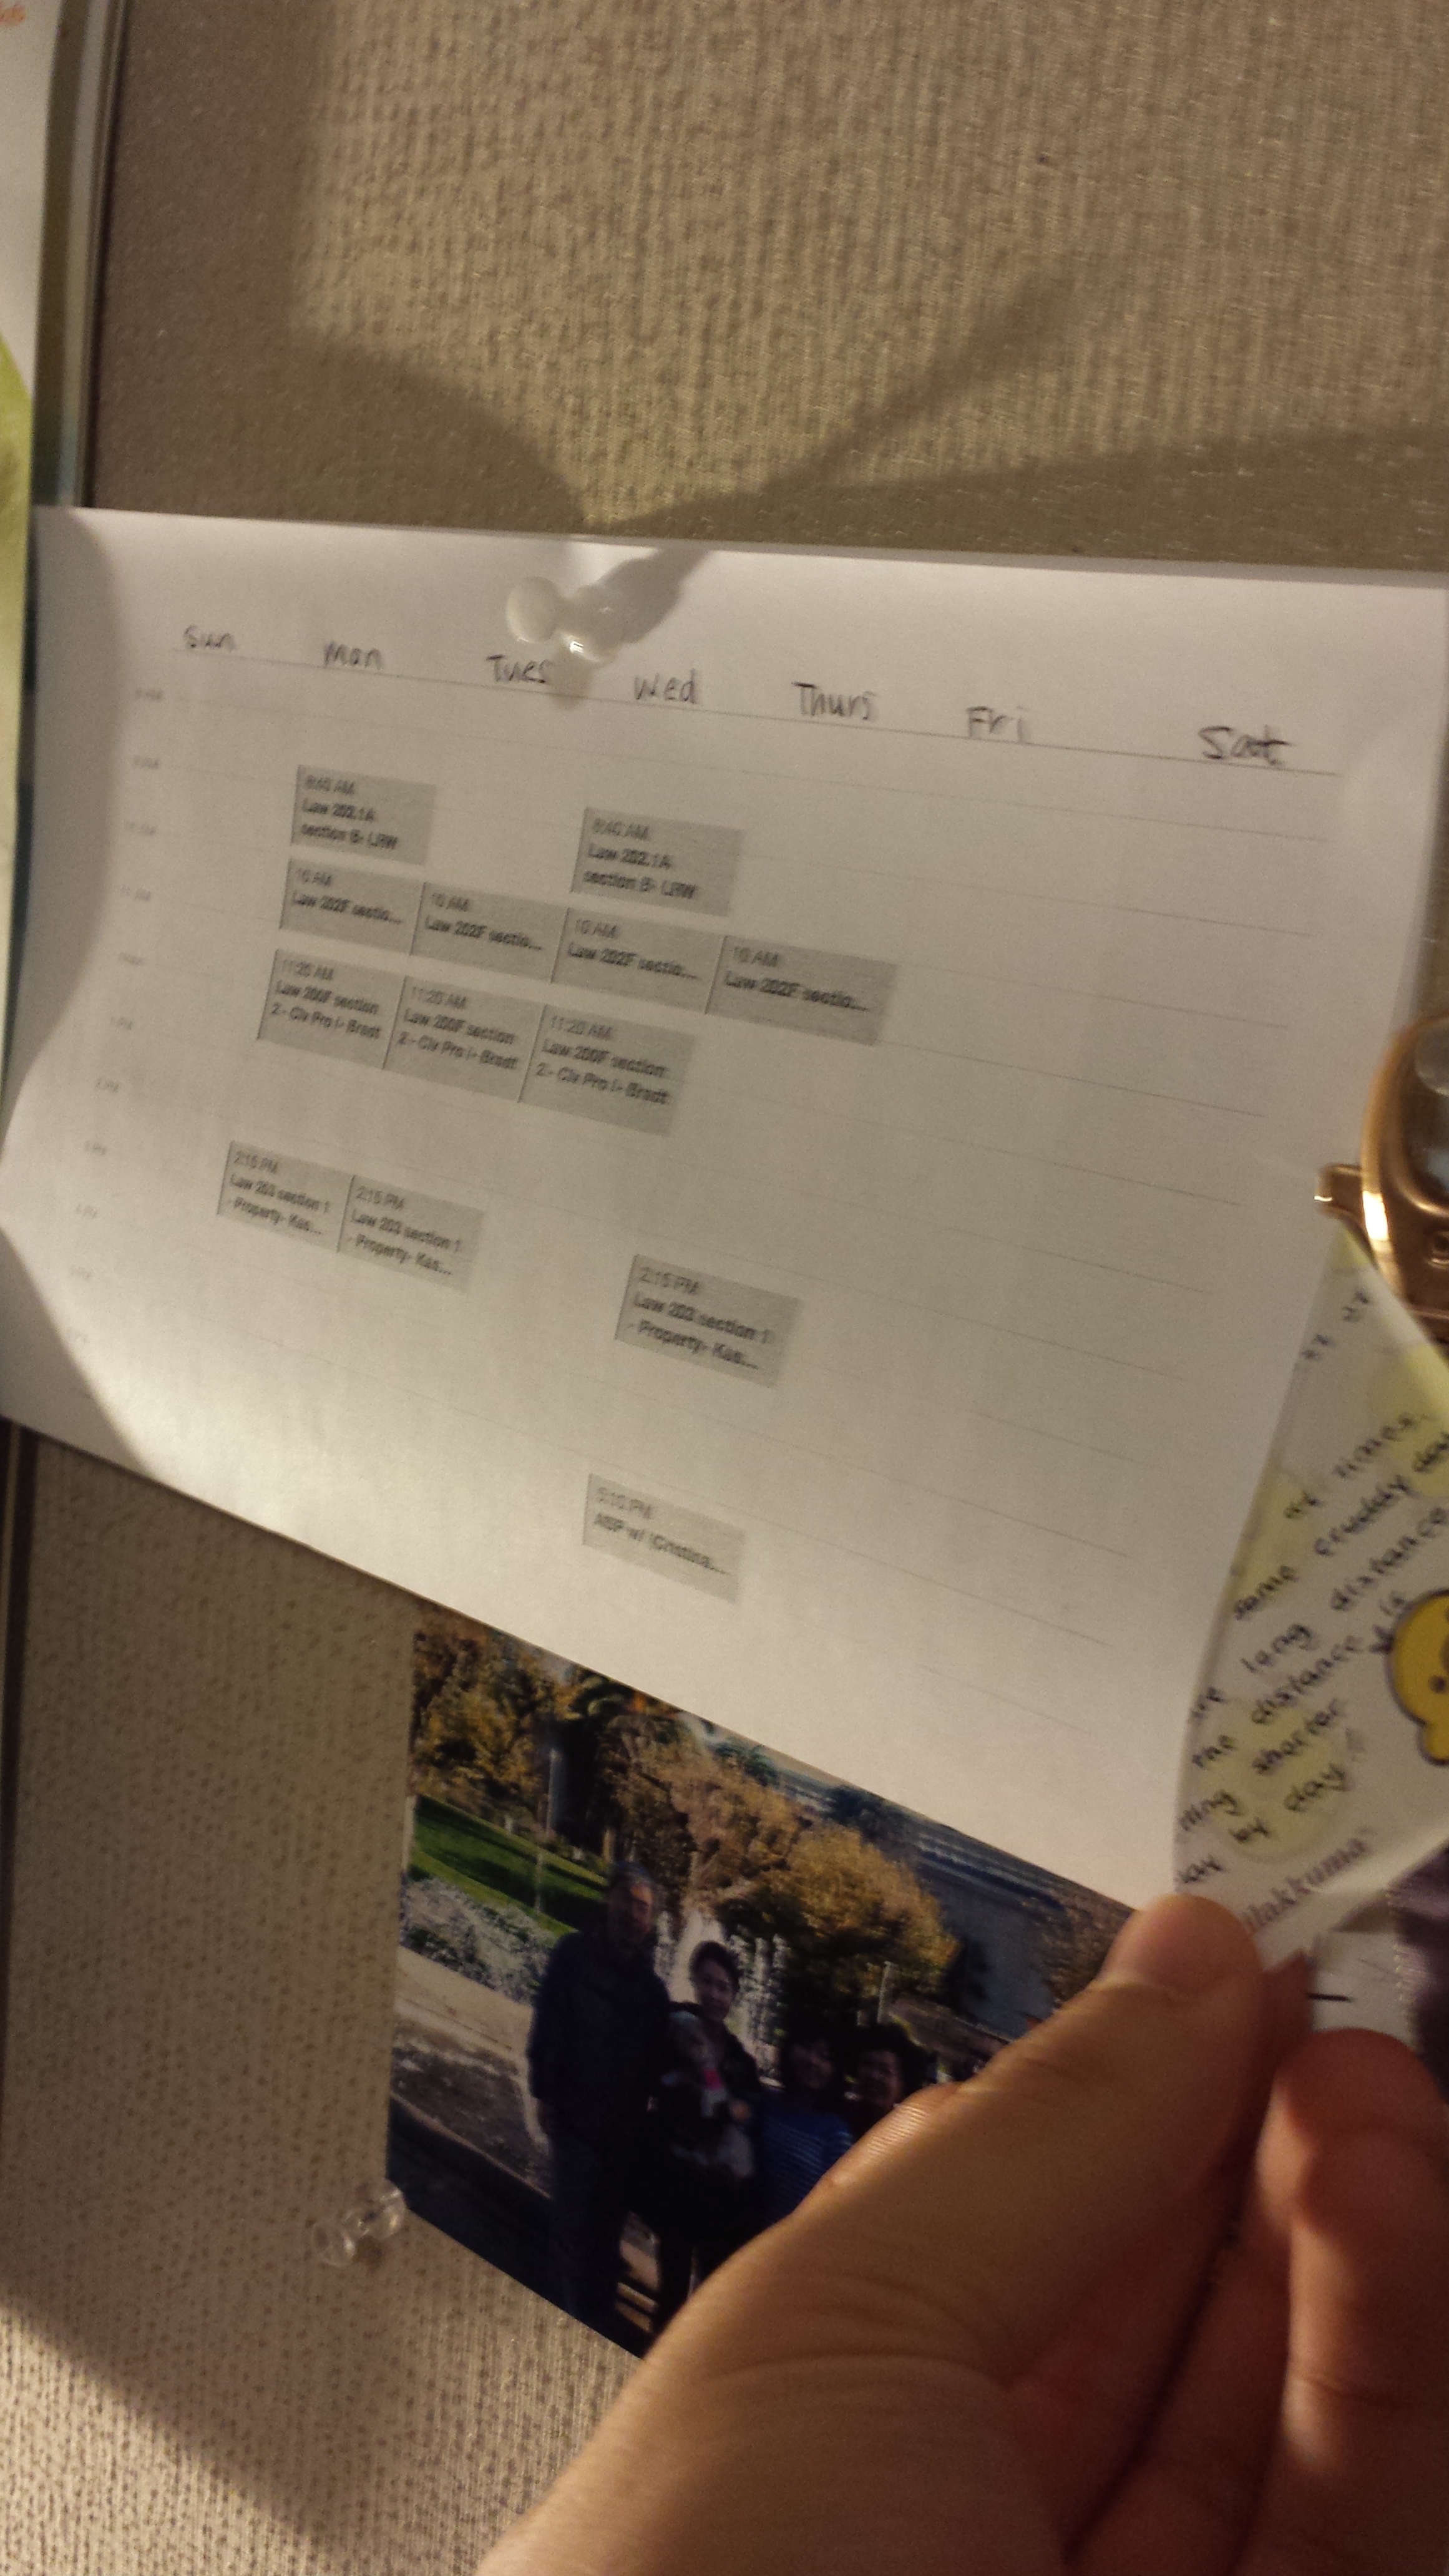 Sun Mon Tues Wed Thurs Fri Sat
8:40 AM
Law 202.1A
section B- LRW
8:40 AM
Law 202.1A
section B- LRW
10 AM
Law 202F sectio...
10 AM
Law 202F sectio...
10 AM
Law 202F sectio...
10 AM
Law 202F sectio...
11:20 AM
Law 200F section
2 - Civ Pro I- Bradt
11:20 AM
Law 200F section
2 - Civ Pro I- Bradt
11:20 AM
Law 200F section
2 - Civ Pro I- Bradt
2:15 PM
Law 203 section 1
- Property- Kas...
2:15 PM
Law 203 section 1
- Property- Kas...
2:15 PM
Law 203 section 1
- Property- Kas...
5:10 PM
ASP w/ (Cristina...
at times.
some cruddy
long distance
the distance is
shorter
by day!